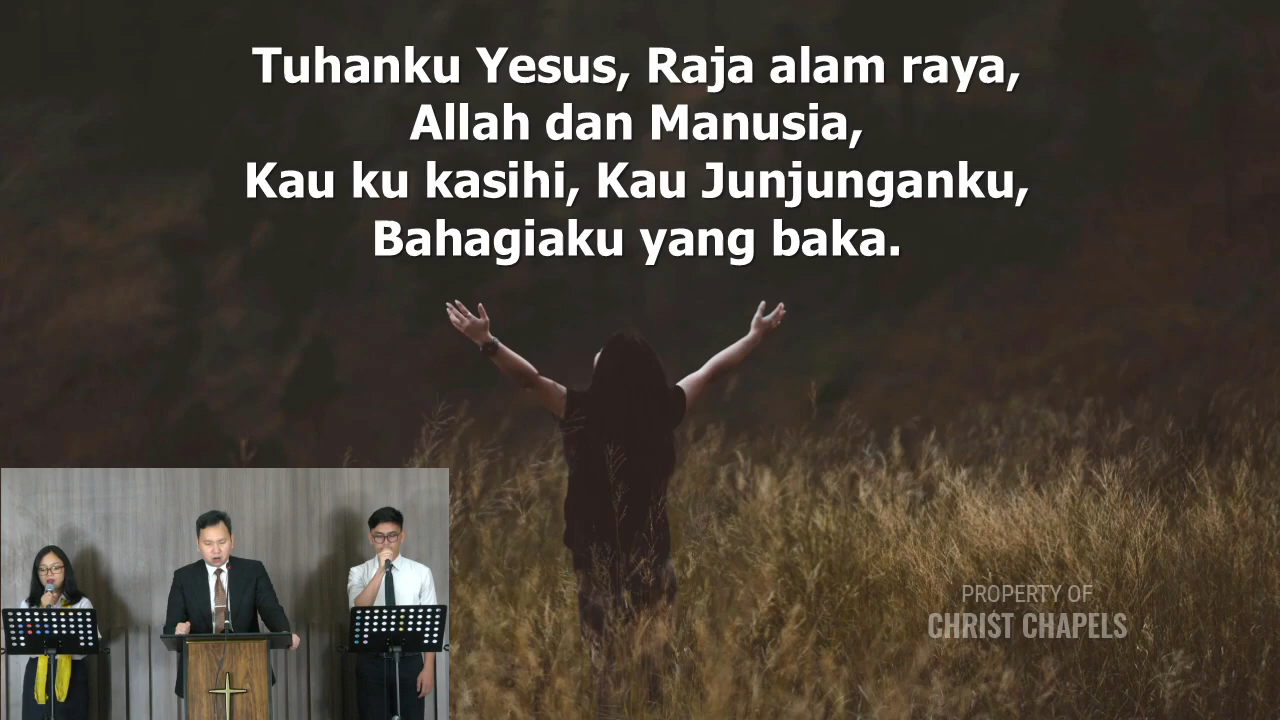 Tuhanku Yesus, Raja alam raya,
Allah dan Manusia,
Kau ku kasihi, Kau Junjunganku,
Bahagiaku yang baka.
PROPERTY OF
CHRIST CHAPELS